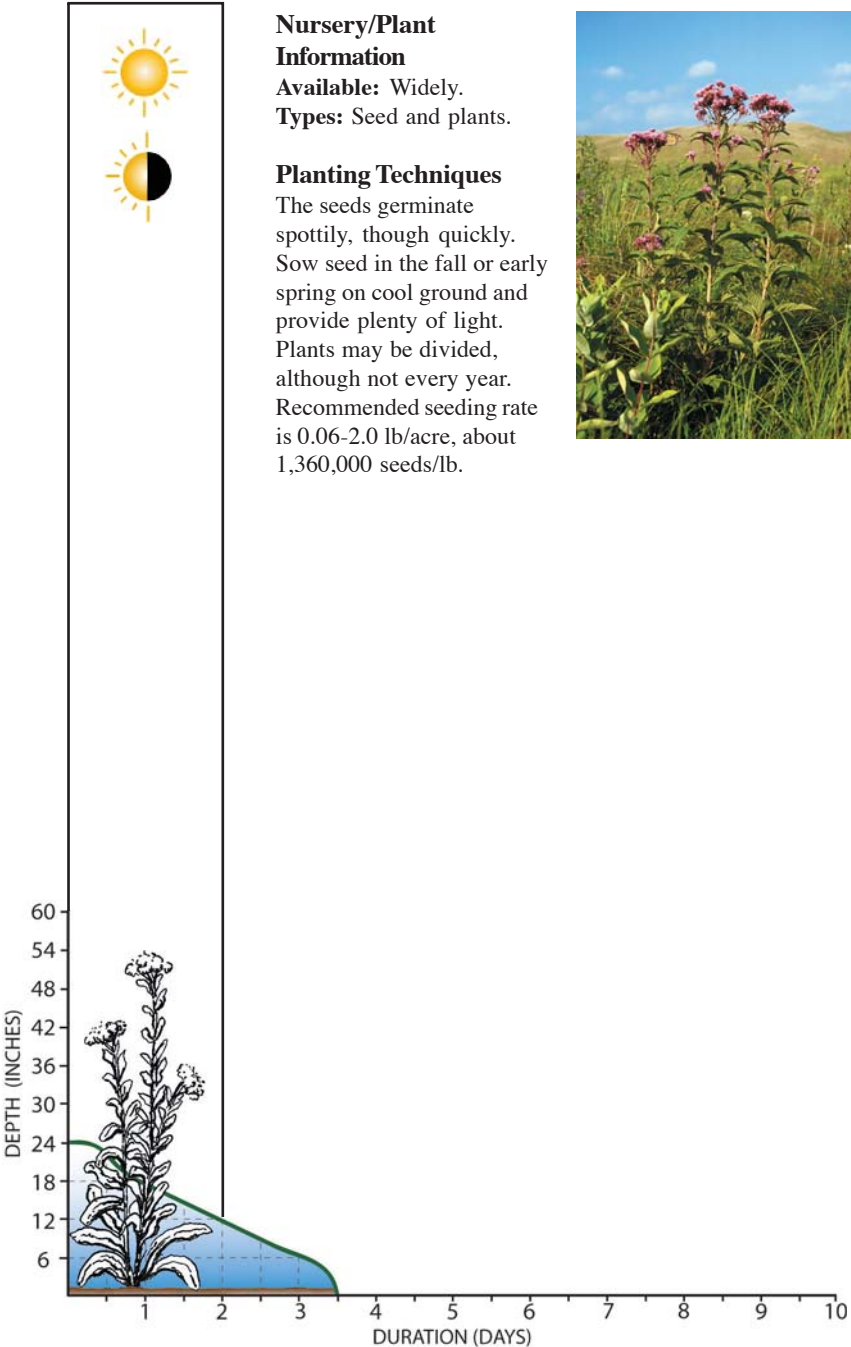 Nursery/Plant
Information
Available: Widely.
Types: Seed and plants.
Planting Techniques
The seeds germinate
spottily, though quickly.
Sow seed in the fall or early
spring on cool ground and
provide plenty of light.
Plants may be divided,
although not every year.
Recommended seeding rate
is 0.06-2.0 lb/acre, about
1,360,000 seeds/lb.
60
54
48
42
36
30
24
18
12
6
DEPTH (INCHES)
1 2 3 4 5 6 7 8 9 10
DURATION (DAYS)